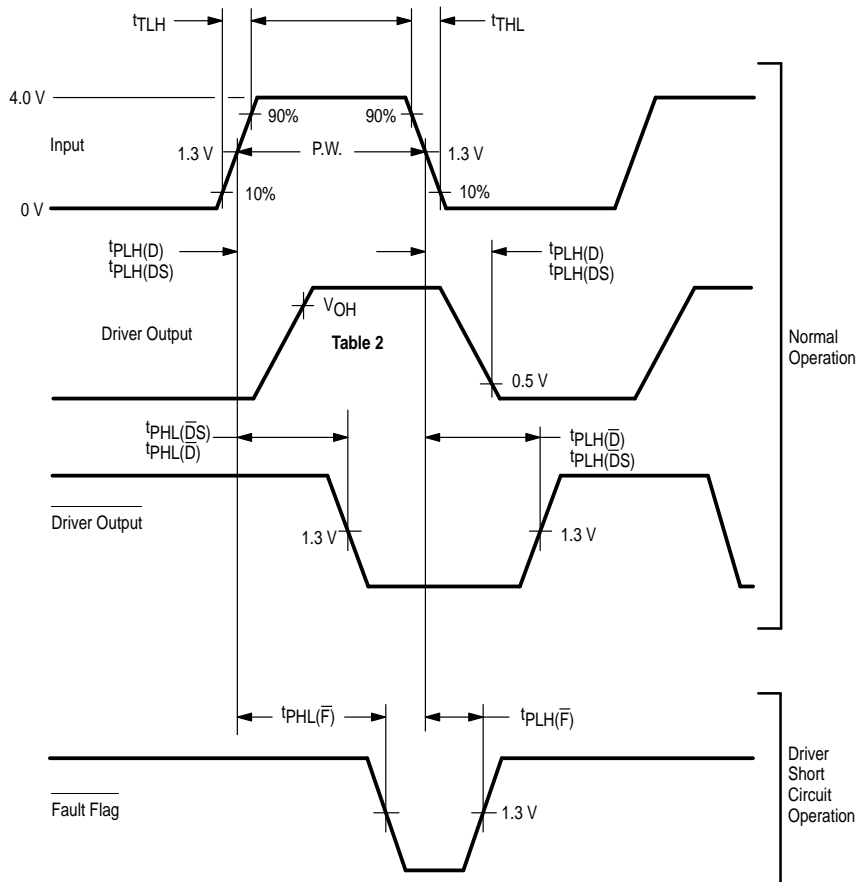 tTLH
tTHL
4.0 V
90%
90%
Input
1.3 V
P.W.
1.3 V
10%
10%
0 V
tPLH(D)
tPLH(DS)
tPLH(D)
tPLH(DS)
VOH
Driver Output
Table 2
Normal
Operation
0.5 V
tPHL(D̅S)
tPHL(D̅)
tPLH(D̅)
tPLH(D̅S)
Driver Output
1.3 V
1.3 V
tPHL(F̅)
tPLH(F̅)
Driver
Short
Circuit
Operation
Fault Flag
1.3 V